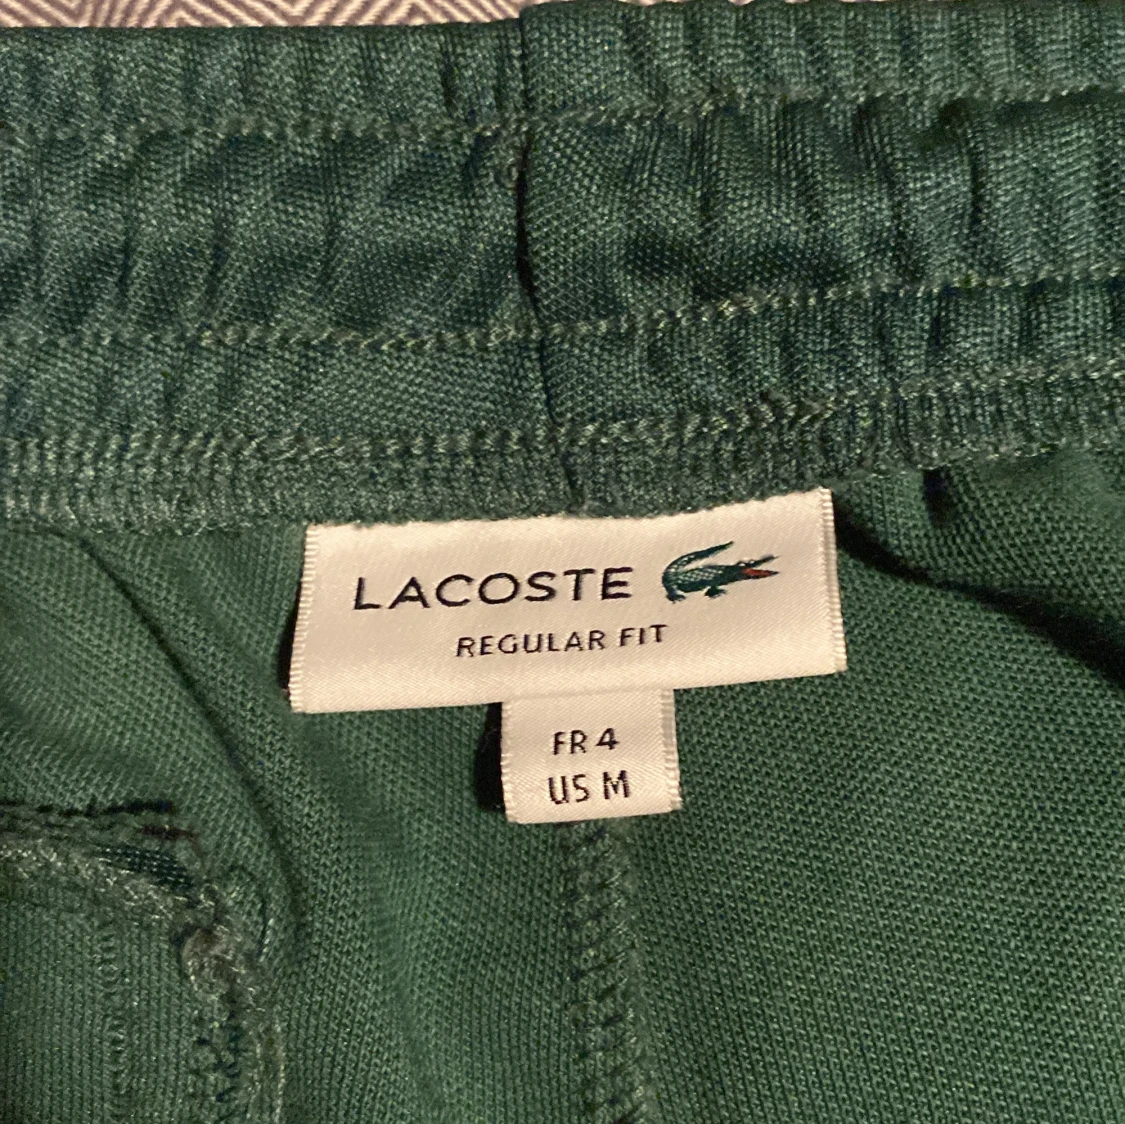 LACOSTE
REGULAR FIT
FR 4
US M